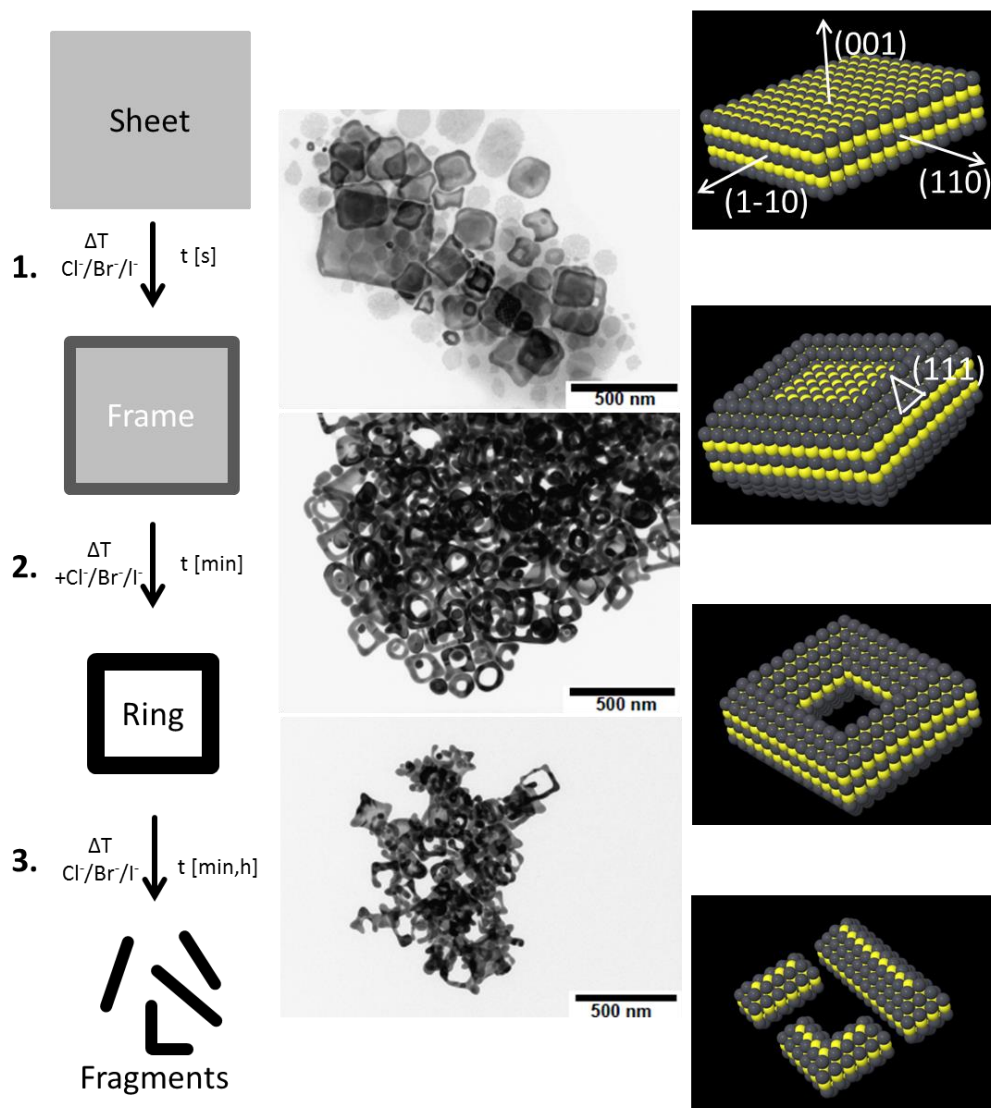 Sheet
1.
ΔT
Cl⁻/Br⁻/I⁻
t [s]
Frame
2.
ΔT
+Cl⁻/Br⁻/I⁻
t [min]
Ring
3.
ΔT
Cl⁻/Br⁻/I⁻
t [min,h]
Fragments
500 nm
500 nm
500 nm
(001)
(110)
(1-10)
(111)